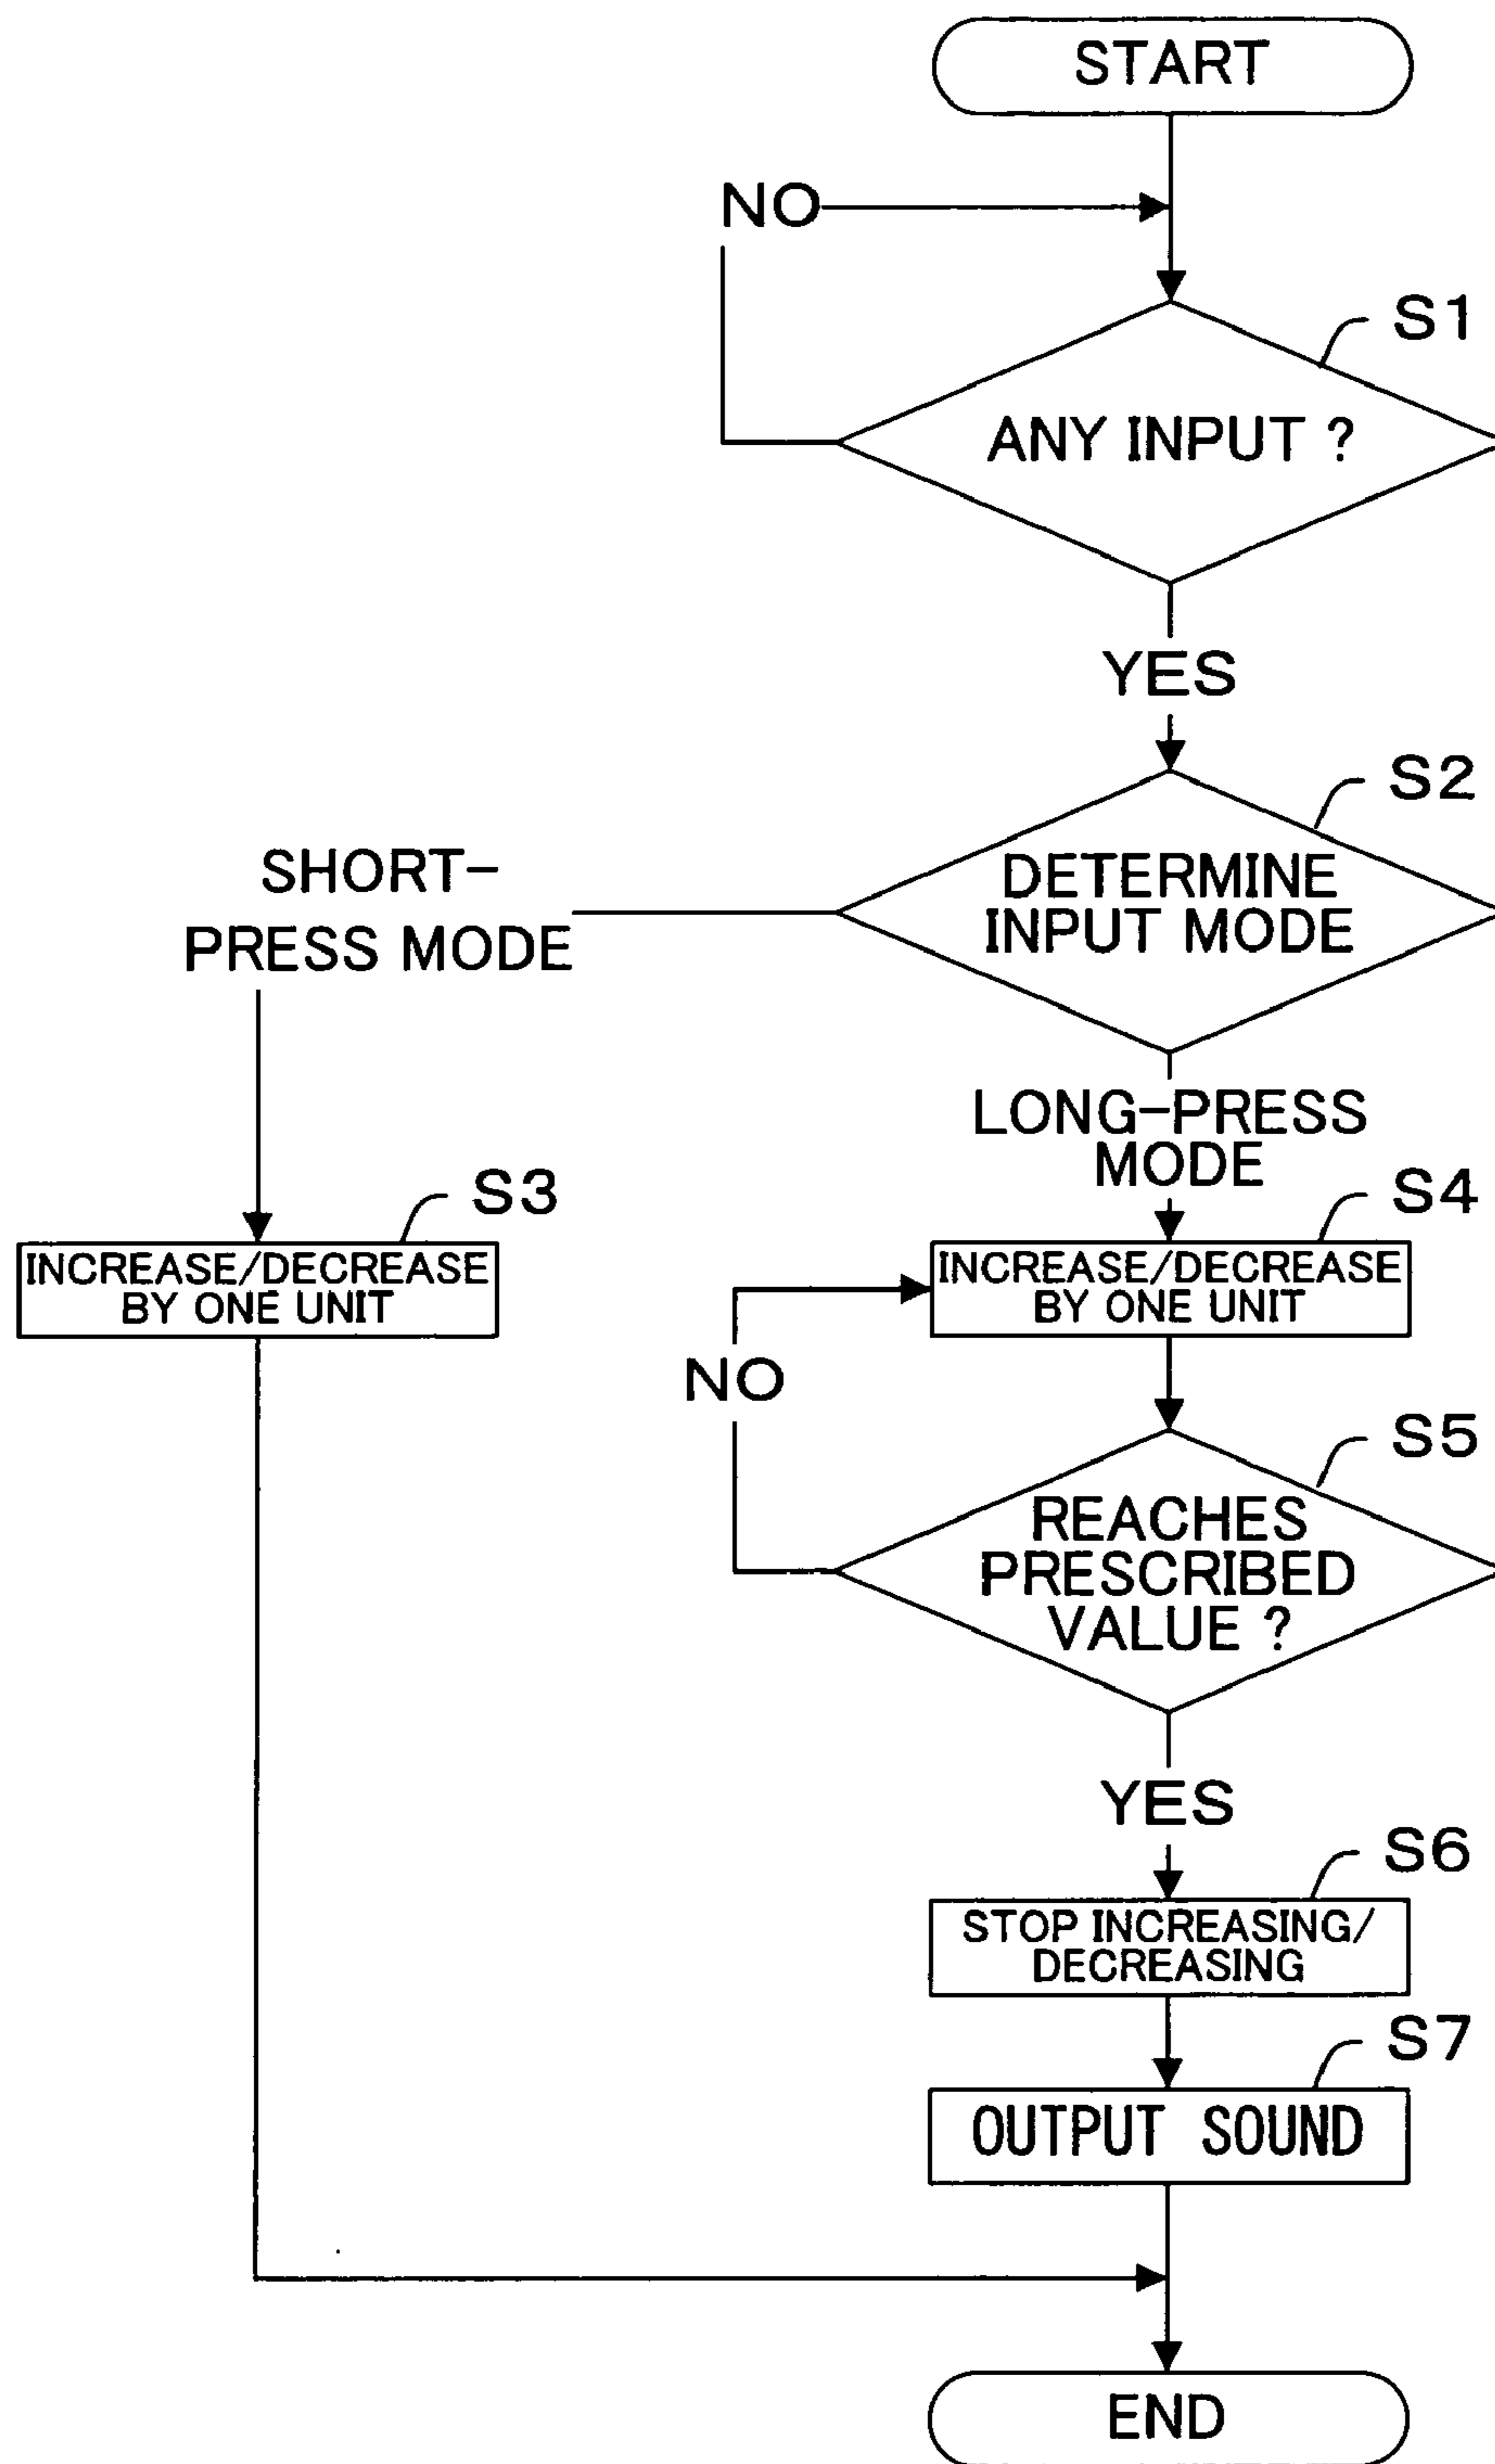 START
NO
S1
ANY INPUT ?
YES
S2
SHORT-
PRESS MODE
DETERMINE
INPUT MODE
LONG-PRESS
MODE
S3
INCREASE/DECREASE
BY ONE UNIT
S4
INCREASE/DECREASE
BY ONE UNIT
NO
S5
REACHES
PRESCRIBED
VALUE ?
YES
S6
STOP INCREASING/
DECREASING
S7
OUTPUT SOUND
END